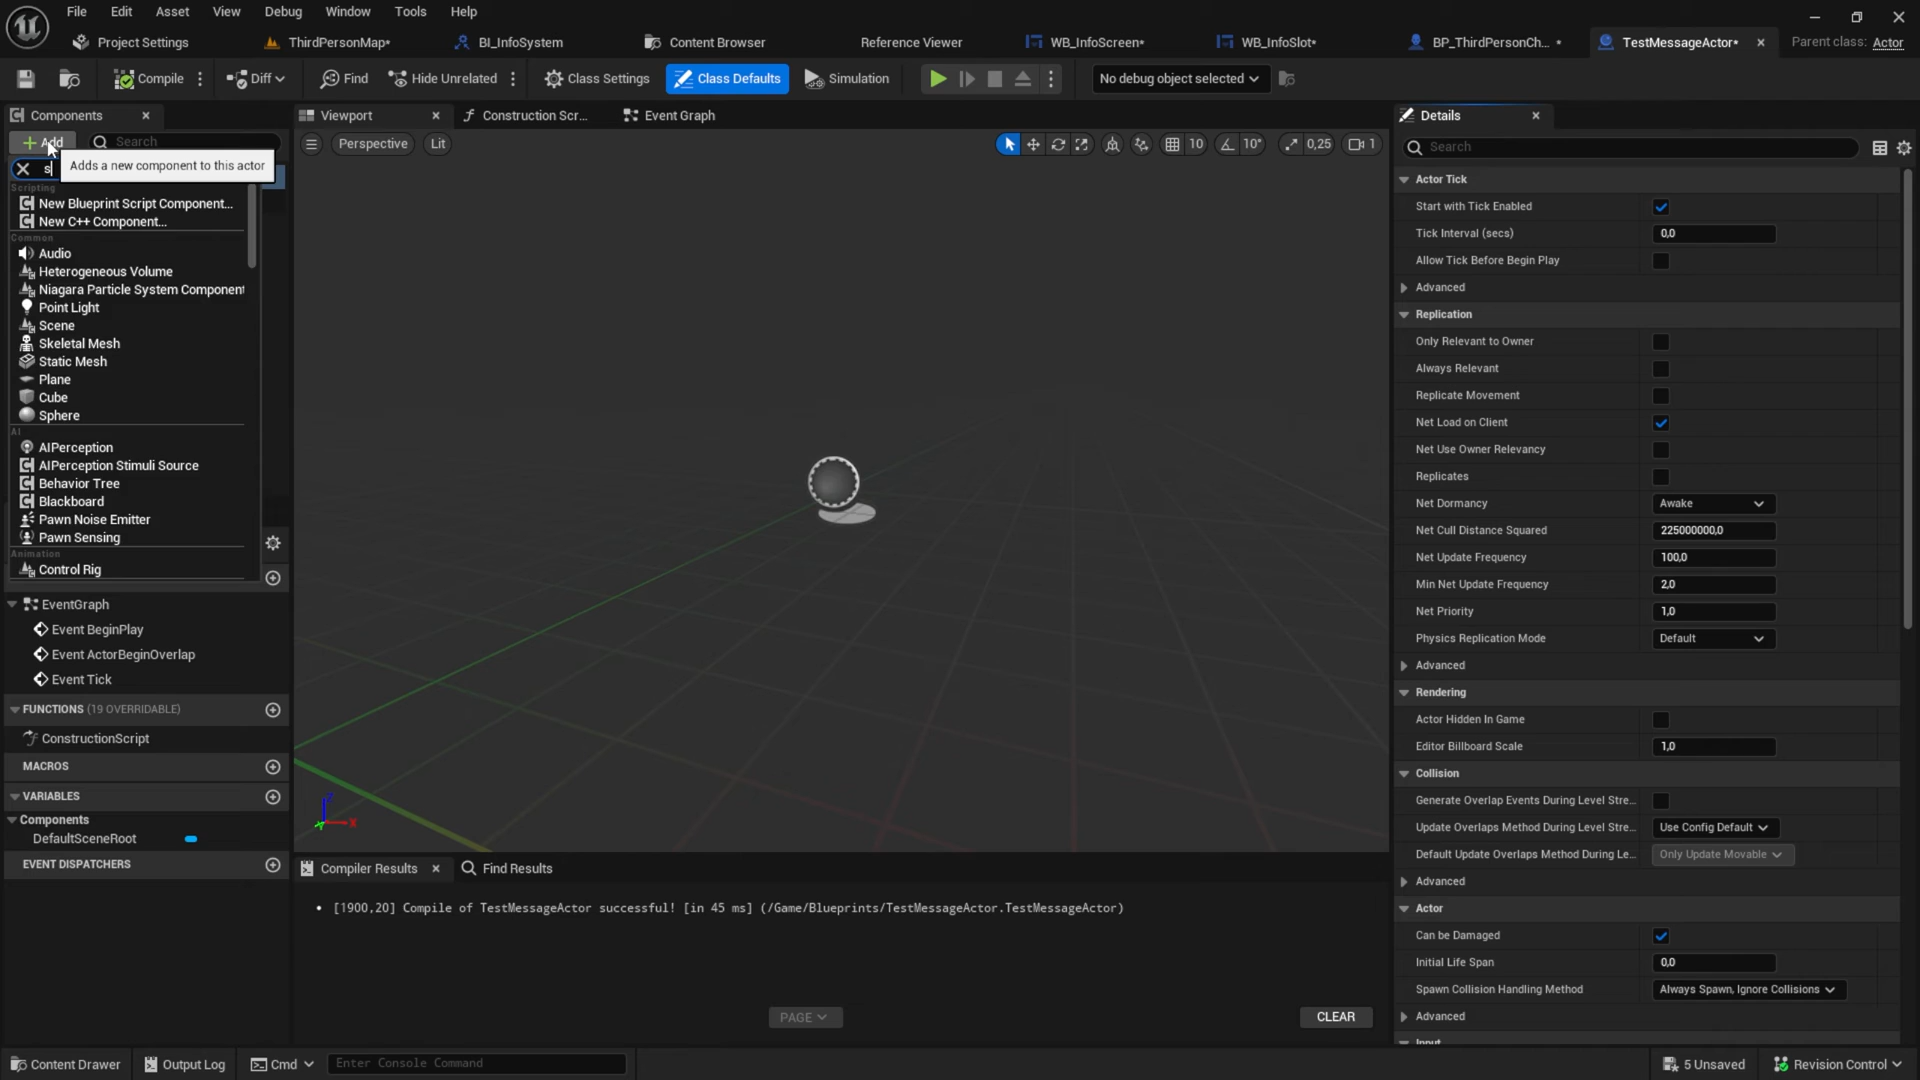 File Edit Asset View Debug Window Tools Help
Project Settings ThirdPersonMap* BI_InfoSystem Content Browser Reference Viewer WB_InfoScreen* WB_InfoSlot* BP_ThirdPersonCh... * TestMessageActor* Parent class: Actor
Compile Diff Find Hide Unrelated Class Settings Class Defaults Simulation No debug object selected
Components
Add Search
s Adds a new component to this actor
Scripting
New Blueprint Script Component...
New C++ Component...
Common
Audio
Heterogeneous Volume
Niagara Particle System Component
Point Light
Scene
Skeletal Mesh
Static Mesh
Plane
Cube
Sphere
AI
AIPerception
AIPerception Stimuli Source
Behavior Tree
Blackboard
Pawn Noise Emitter
Pawn Sensing
Animation
Control Rig
EventGraph
Event BeginPlay
Event ActorBeginOverlap
Event Tick
FUNCTIONS (19 OVERRIDABLE)
ConstructionScript
MACROS
VARIABLES
Components
DefaultSceneRoot
EVENT DISPATCHERS
Viewport Construction Scr... Event Graph
Perspective Lit 10 10° 0,25 1
Z X Y
Compiler Results Find Results
[1900,20] Compile of TestMessageActor successful! [in 45 ms] (/Game/Blueprints/TestMessageActor.TestMessageActor)
PAGE CLEAR
Details
Search
Actor Tick
Start with Tick Enabled
Tick Interval (secs) 0,0
Allow Tick Before Begin Play
Advanced
Replication
Only Relevant to Owner
Always Relevant
Replicate Movement
Net Load on Client
Net Use Owner Relevancy
Replicates
Net Dormancy Awake
Net Cull Distance Squared 225000000,0
Net Update Frequency 100,0
Min Net Update Frequency 2,0
Net Priority 1,0
Physics Replication Mode Default
Advanced
Rendering
Actor Hidden In Game
Editor Billboard Scale 1,0
Collision
Generate Overlap Events During Level Stre...
Update Overlaps Method During Level Stre... Use Config Default
Default Update Overlaps Method During Le... Only Update Movable
Advanced
Actor
Can be Damaged
Initial Life Span 0,0
Spawn Collision Handling Method Always Spawn, Ignore Collisions
Advanced
Input
Content Drawer Output Log Cmd Enter Console Command 5 Unsaved Revision Control